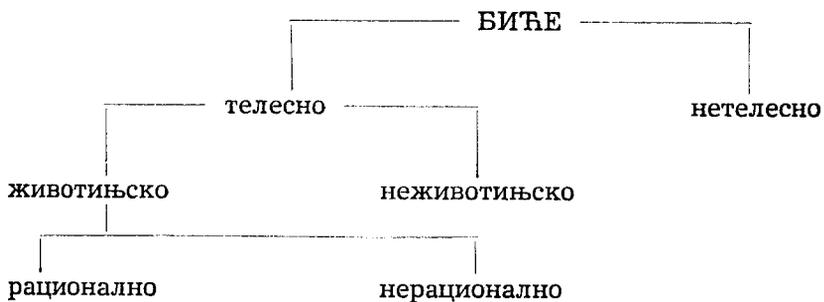 БИЋЕ
телесно нетелесно
животињско неживотињско
рационално нерационално